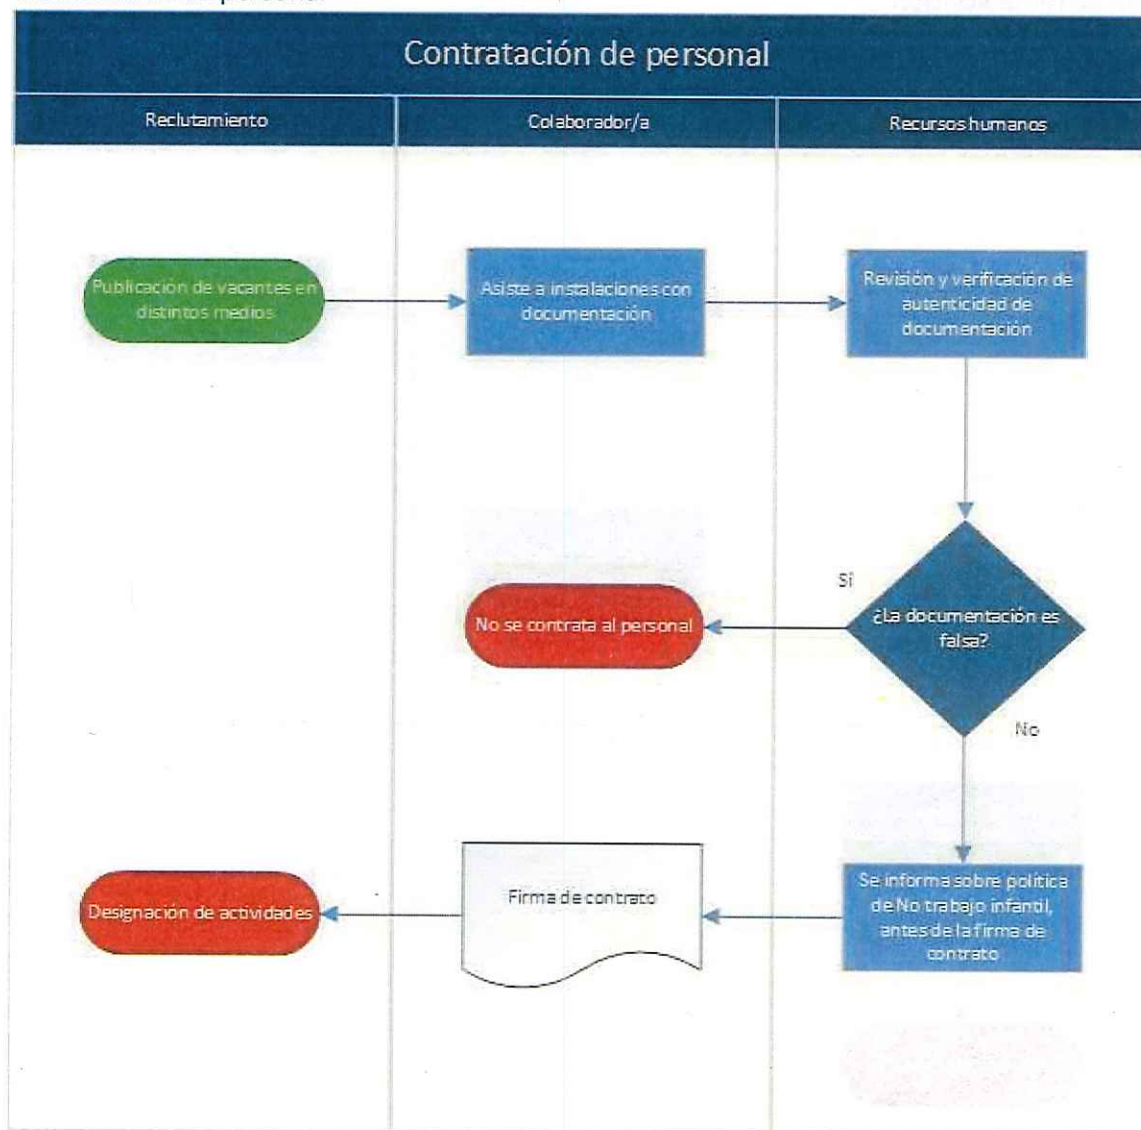 personal
Contratación de personal
Reclutamiento
Colaborador/a
Recursos humanos
Publicación de vacantes en
distintos medios
Asiste a instalaciones con
documentación
Revisión y verificación de
autenticidad de
documentación
Si
¿La documentación es
falsa?
No se contrata al personal
No
Se informa sobre política
de No trabajo infantil,
antes de la firma de
contrato
Firma de contrato
Designación de actividades